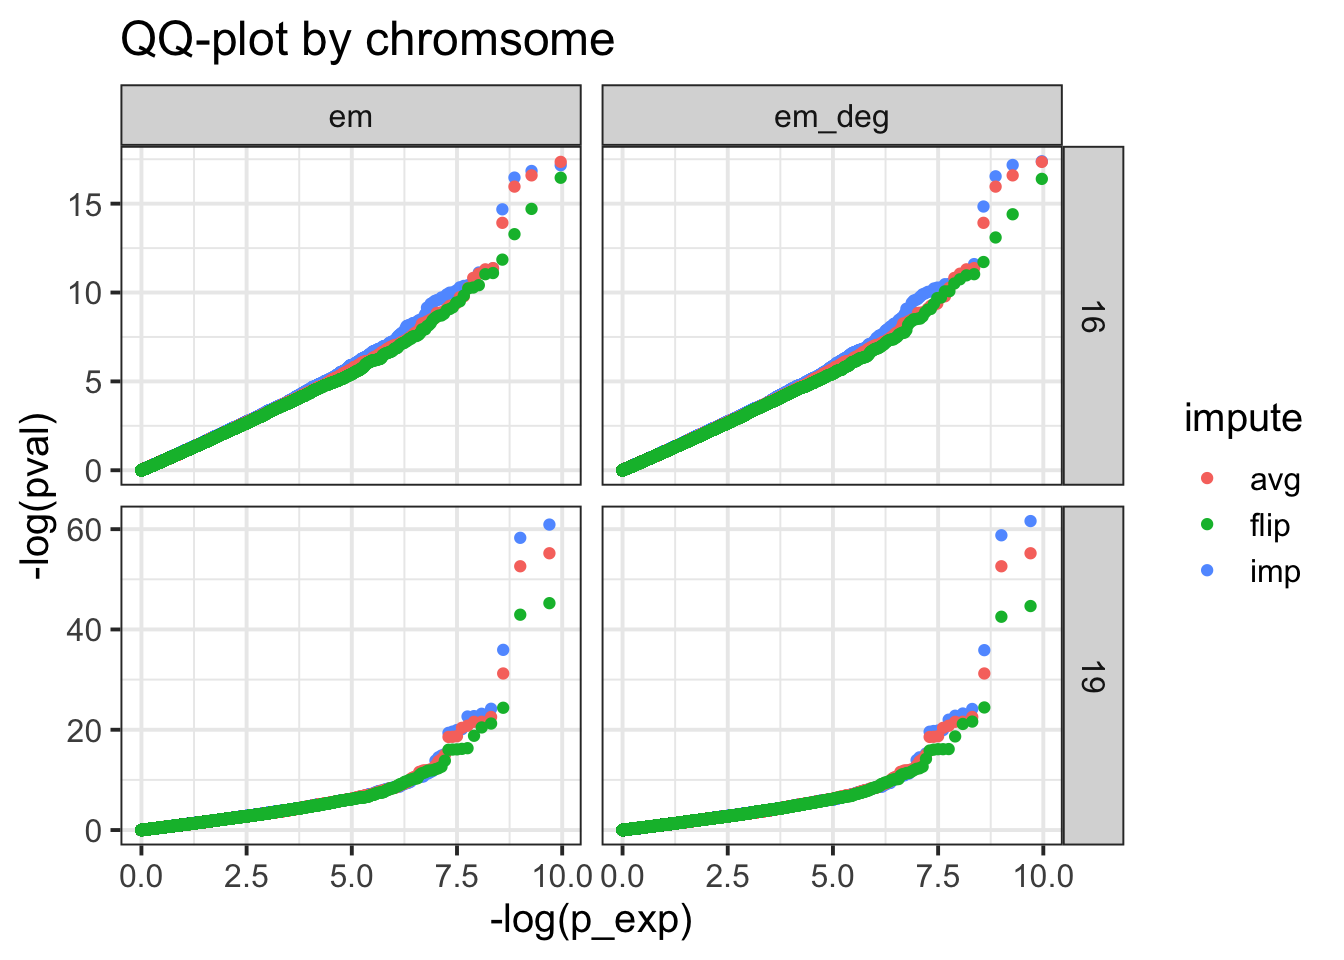 QQ-plot by chromsome
em
em_deg
15
10
5
0
16
60
40
20
0
19
0.0 2.5 5.0 7.5 10.0
0.0 2.5 5.0 7.5 10.0
-log(p_exp)
-log(pval)
impute
avg
flip
imp